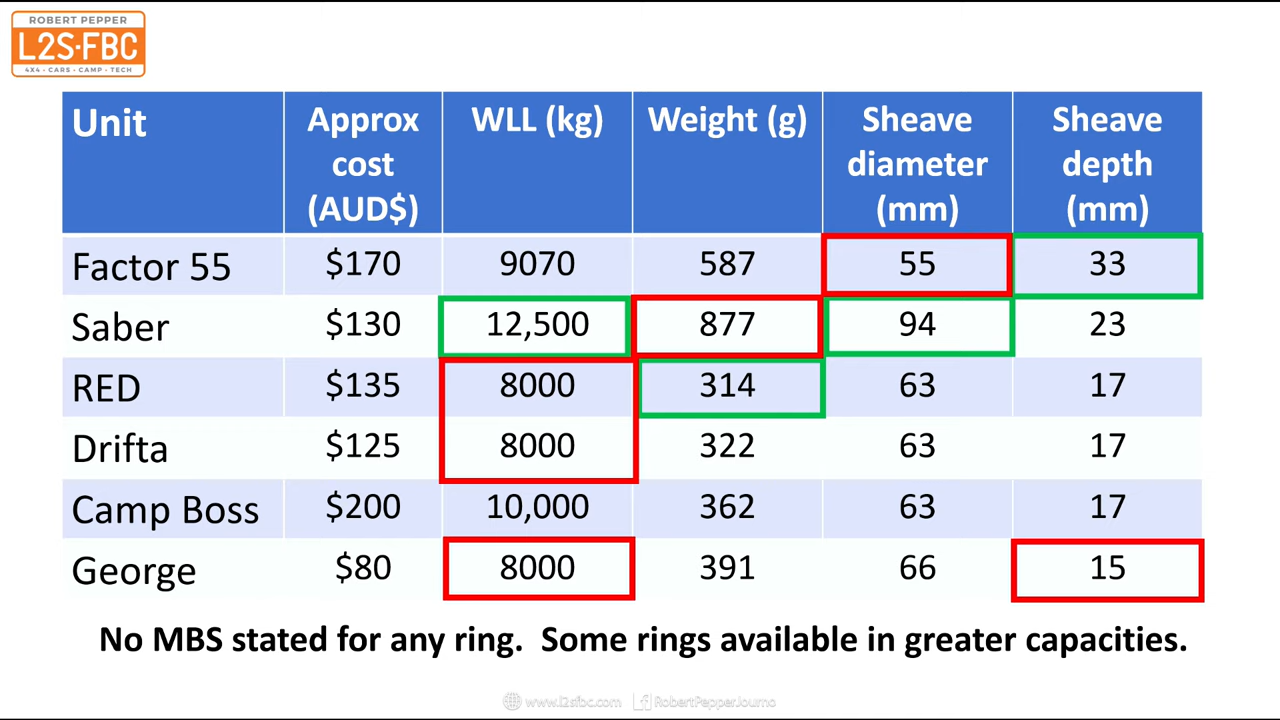 ROBERT PEPPER
L2S·FBC
4X4 • CARS • CAMP • TECH
Unit Approx cost (AUD$) WLL (kg) Weight (g) Sheave diameter (mm) Sheave depth (mm)
Factor 55 $170 9070 587 55 33
Saber $130 12,500 877 94 23
RED $135 8000 314 63 17
Drifta $125 8000 322 63 17
Camp Boss $200 10,000 362 63 17
George $80 8000 391 66 15
No MBS stated for any ring. Some rings available in greater capacities.
www.l2sfbc.com RobertPepperJourno